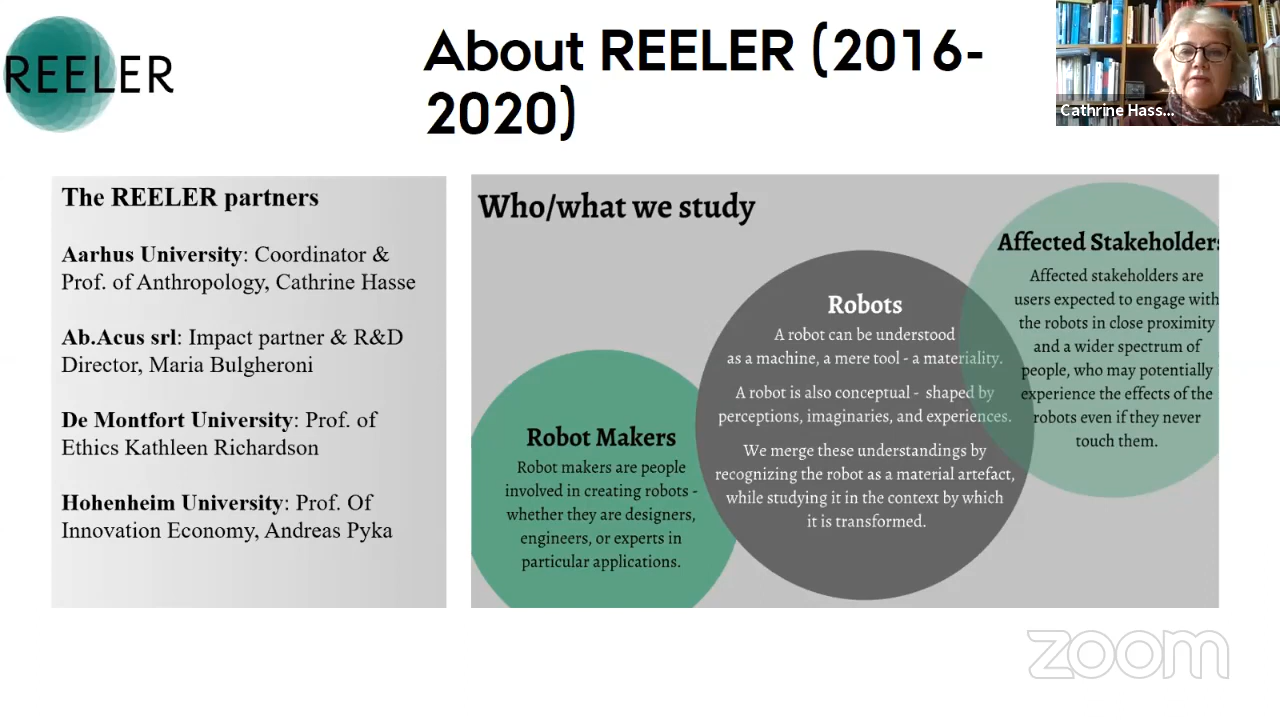 REELER
About REELER (2016-
2020)
Cathrine Hass...
The REELER partners
Aarhus University: Coordinator &
Prof. of Anthropology, Cathrine Hasse
Ab.Acus srl: Impact partner & R&D
Director, Maria Bulgheroni
De Montfort University: Prof. of
Ethics Kathleen Richardson
Hohenheim University: Prof. Of
Innovation Economy, Andreas Pyka
Who/what we study
Robot Makers
Robot makers are people
involved in creating robots -
whether they are designers,
engineers, or experts in
particular applications.
Robots
A robot can be understood
as a machine, a mere tool - a materiality.
A robot is also conceptual - shaped by
perceptions, imaginaries, and experiences.
We merge these understandings by
recognizing the robot as a material artefact,
while studying it in the context by which
it is transformed.
Affected Stakeholders
Affected stakeholders are
users expected to engage with
the robots in close proximity
and a wider spectrum of
people, who may potentially
experience the effects of the
robots even if they never
touch them.
zoom